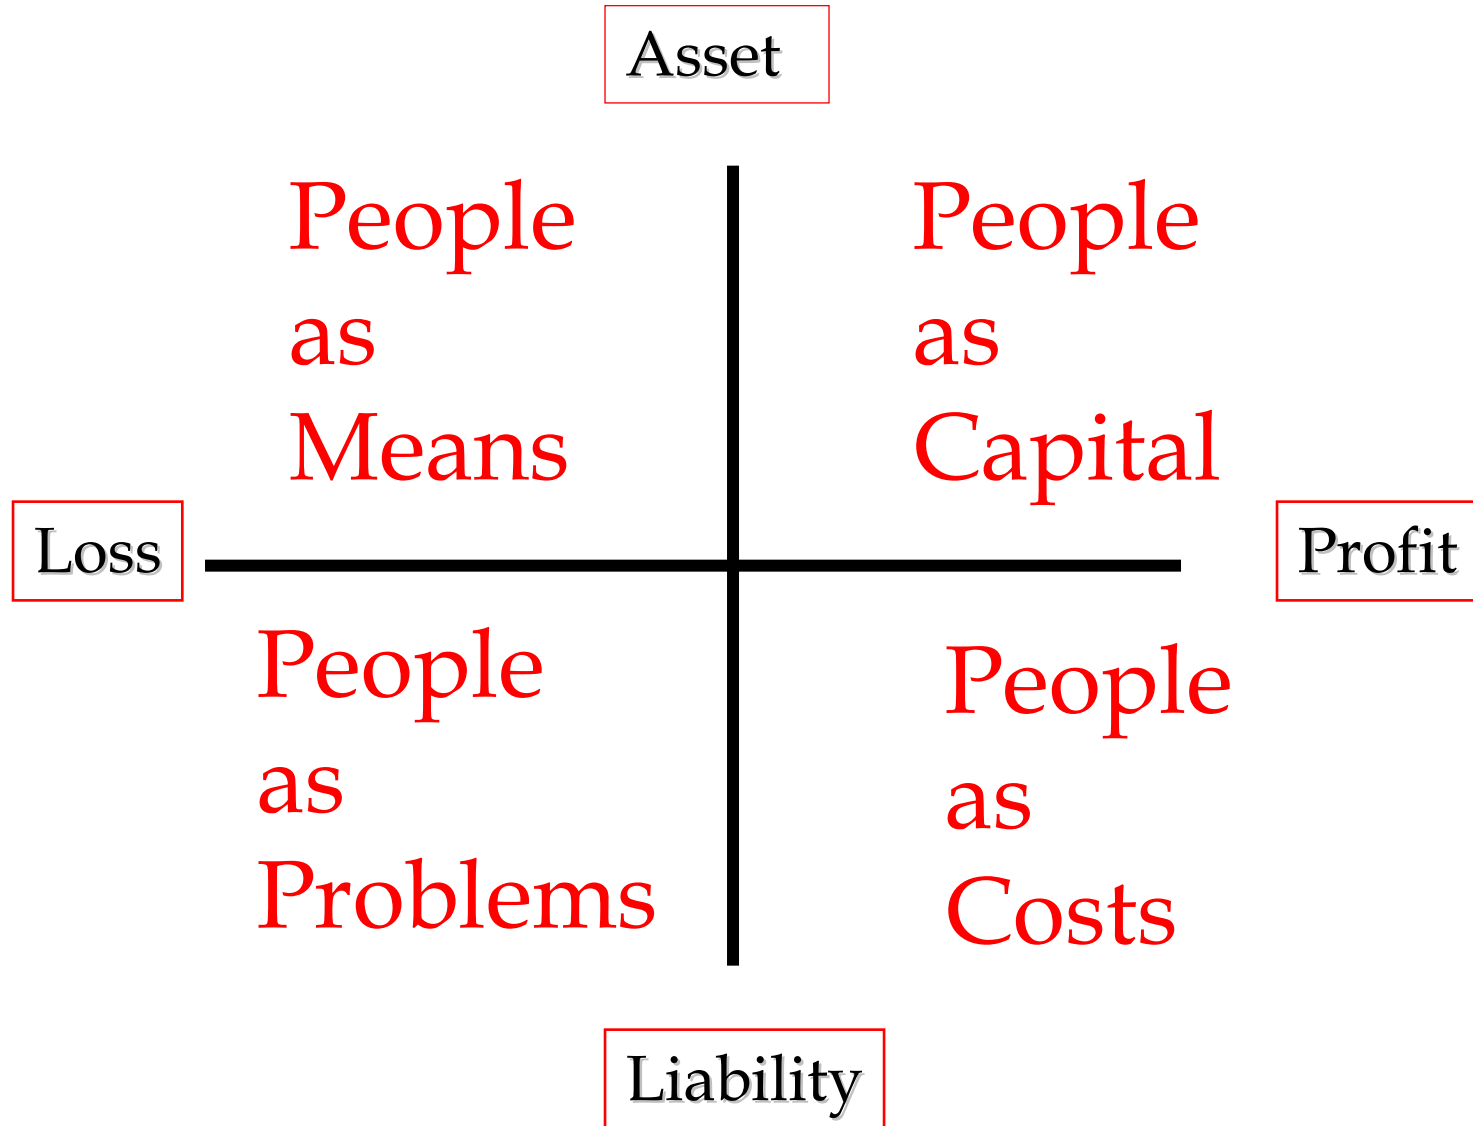 Asset
People
as
Means
People
as
Capital
Loss
Profit
People
as
Problems
People
as
Costs
Liability